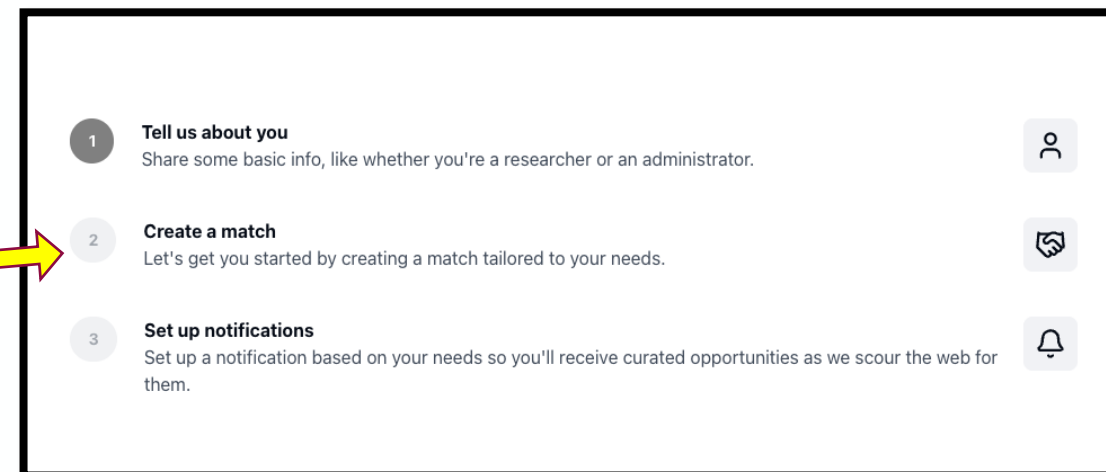 1
Tell us about you
Share some basic info, like whether you're a researcher or an administrator.
2
Create a match
Let's get you started by creating a match tailored to your needs.
3
Set up notifications
Set up a notification based on your needs so you'll receive curated opportunities as we scour the web for
them.